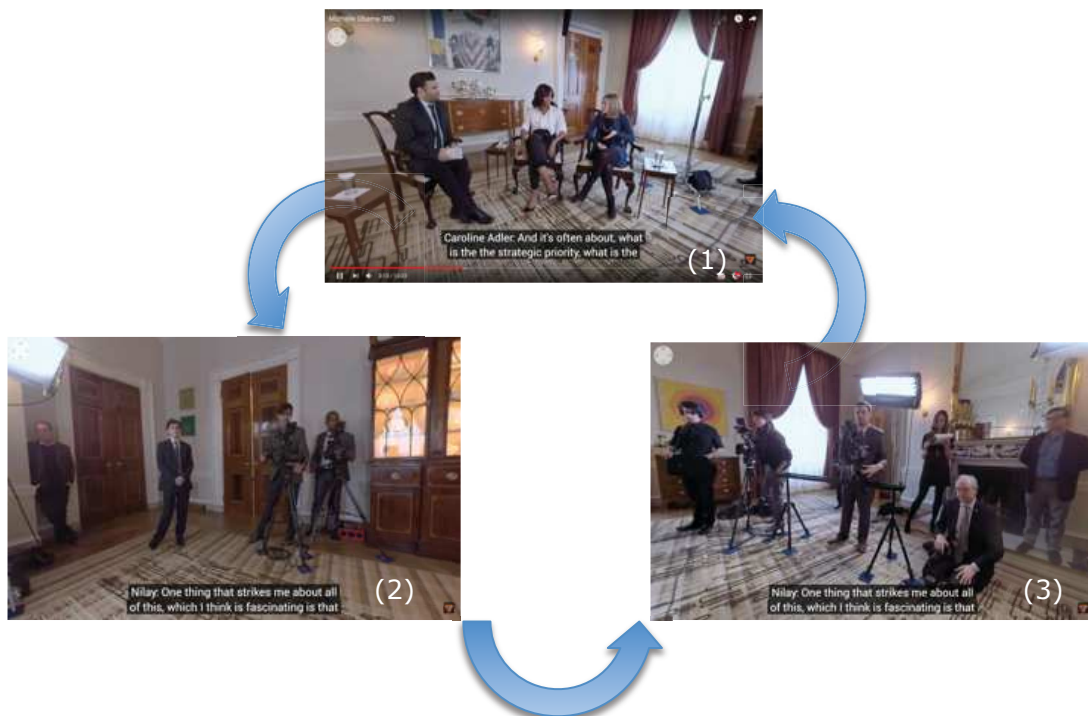 Michelle Obama 360
Caroline Adler: And it's often about, what
is the the strategic priority, what is the
(1)
Nilay: One thing that strikes me about all
of this, which I think is fascinating is that
(2)
Nilay: One thing that strikes me about all
of this, which I think is fascinating is that
(3)